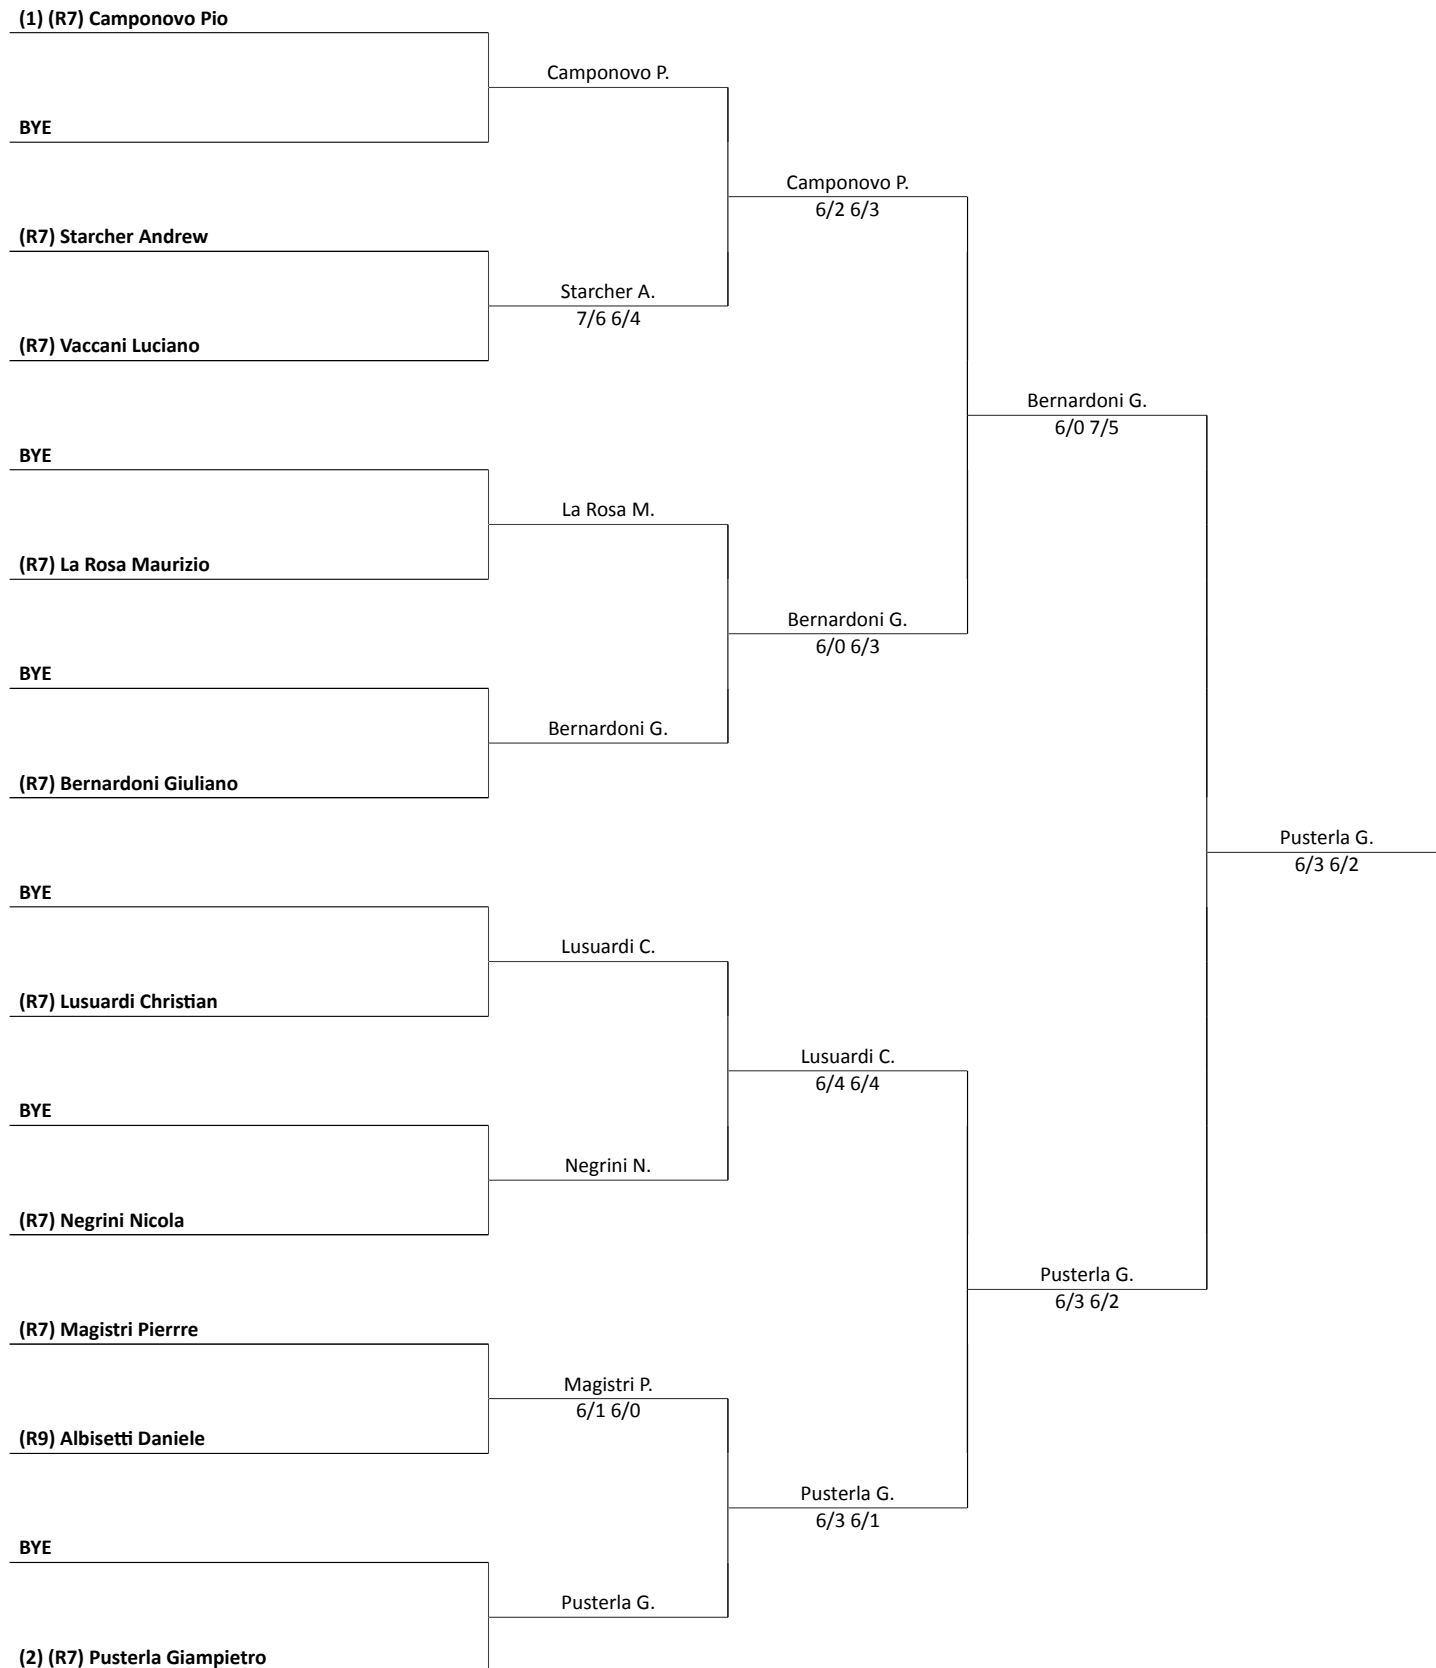 (1) (R7) Camponovo Pio
Camponovo P.
BYE
Camponovo P.
6/2 6/3
(R7) Starcher Andrew
Starcher A.
7/6 6/4
(R7) Vaccani Luciano
Bernardoni G.
6/0 7/5
BYE
La Rosa M.
(R7) La Rosa Maurizio
Bernardoni G.
6/0 6/3
BYE
Bernardoni G.
(R7) Bernardoni Giuliano
Pusterla G.
6/3 6/2
BYE
Lusuardi C.
(R7) Lusuardi Christian
Lusuardi C.
6/4 6/4
BYE
Negrini N.
(R7) Negrini Nicola
Pusterla G.
6/3 6/2
(R7) Magistri Pierrre
Magistri P.
6/1 6/0
(R9) Albisetti Daniele
Pusterla G.
6/3 6/1
BYE
Pusterla G.
(2) (R7) Pusterla Giampietro